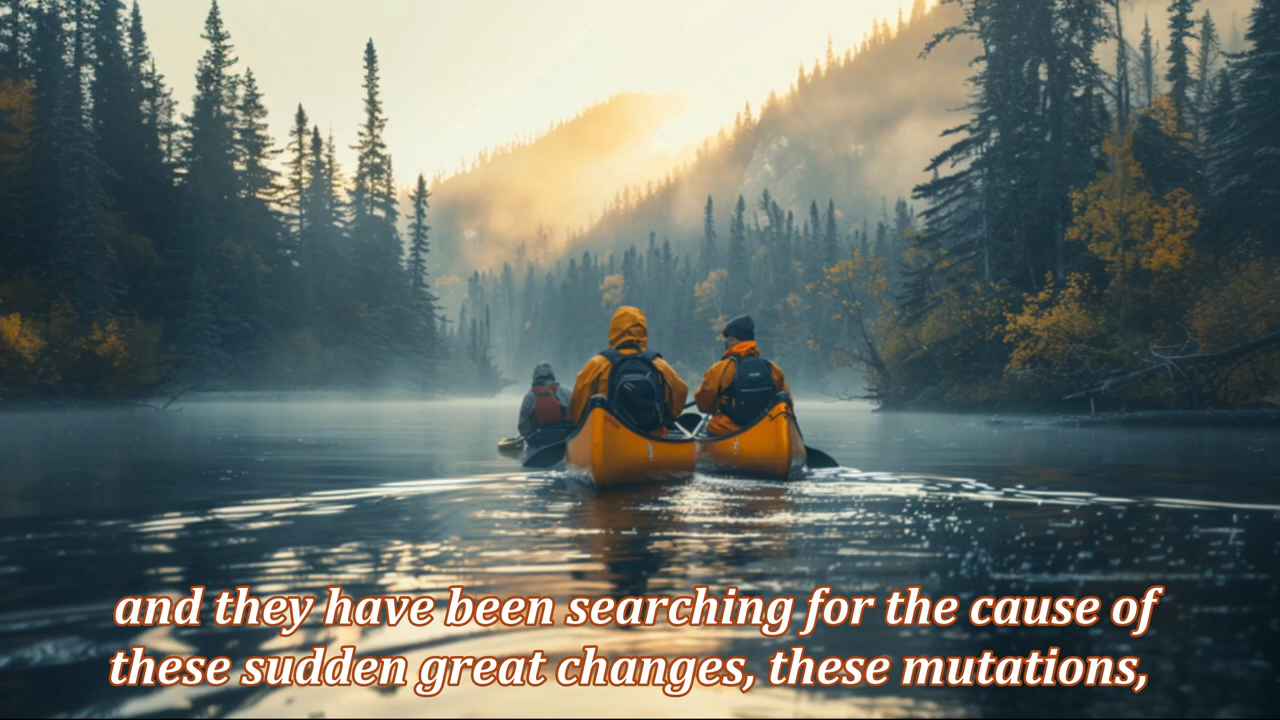 and they have been searching for the cause of
these sudden great changes, these mutations,